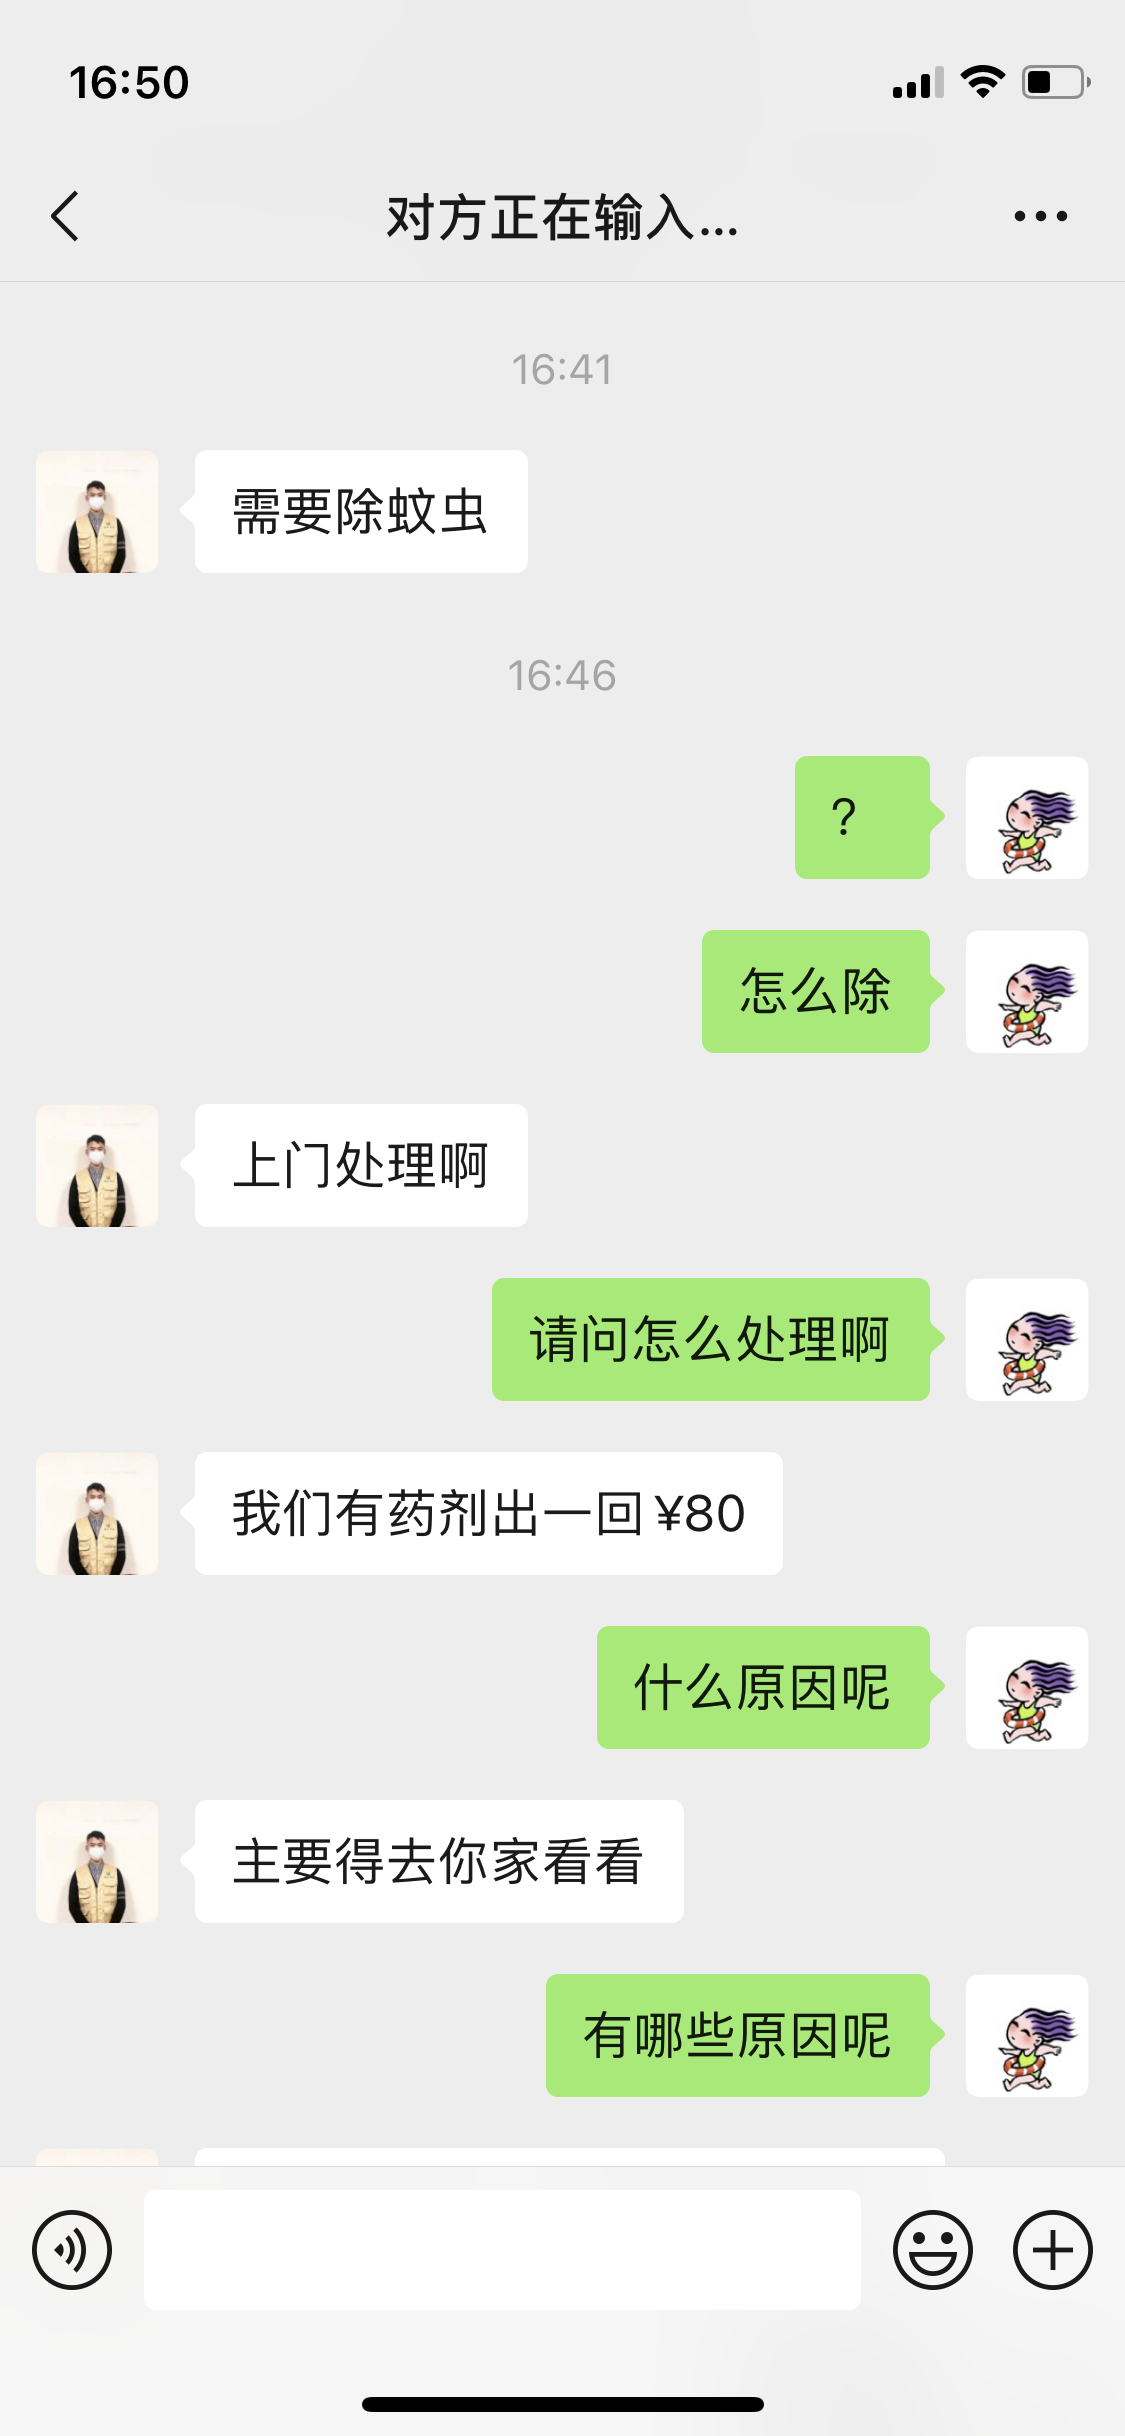 16:50
对方正在输入...
16:41
需要除蚊虫
16:46
？
怎么除
上门处理啊
请问怎么处理啊
我们有药剂出一回¥80
什么原因呢
主要得去你家看看
有哪些原因呢